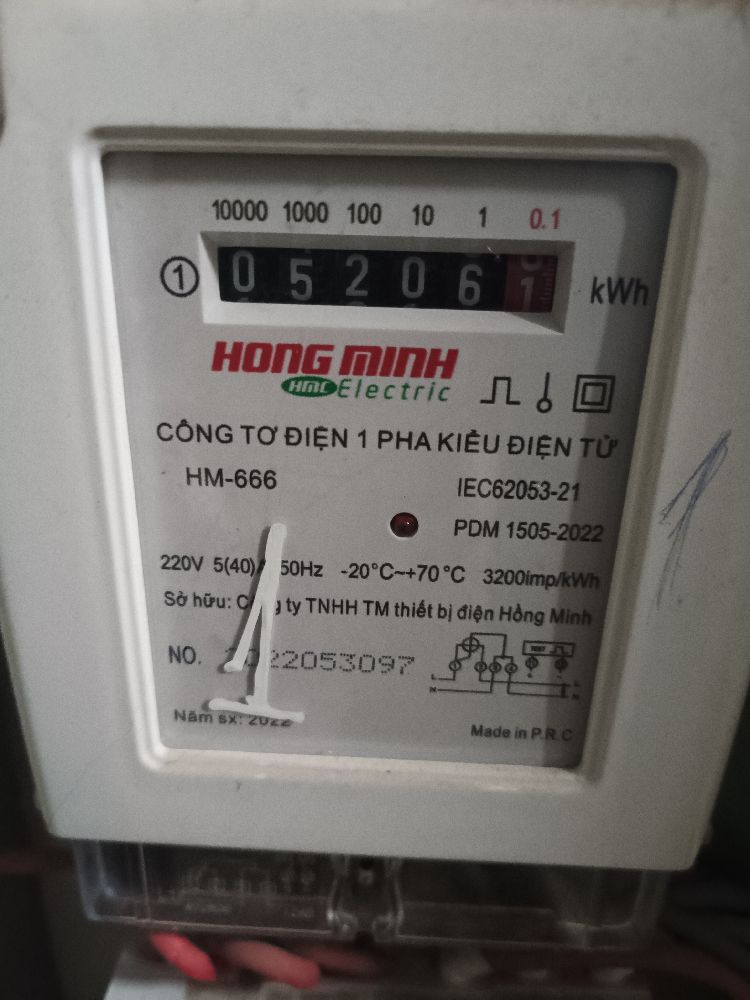 10000 1000 100 10 1 0.1
1 0 5 2 0 6 1 kWh
HONG MINH
HMC Electric
CÔNG TƠ ĐIỆN 1 PHA KIỂU ĐIỆN TỬ
HM-666 IEC62053-21
PDM 1505-2022
220V 5(40)A 50Hz -20°C~+70°C 3200imp/kWh
Sở hữu: Công ty TNHH TM thiết bị điện Hồng Minh
NO. 2022053097
Năm sx: 2022
Made in P.R.C
1
1